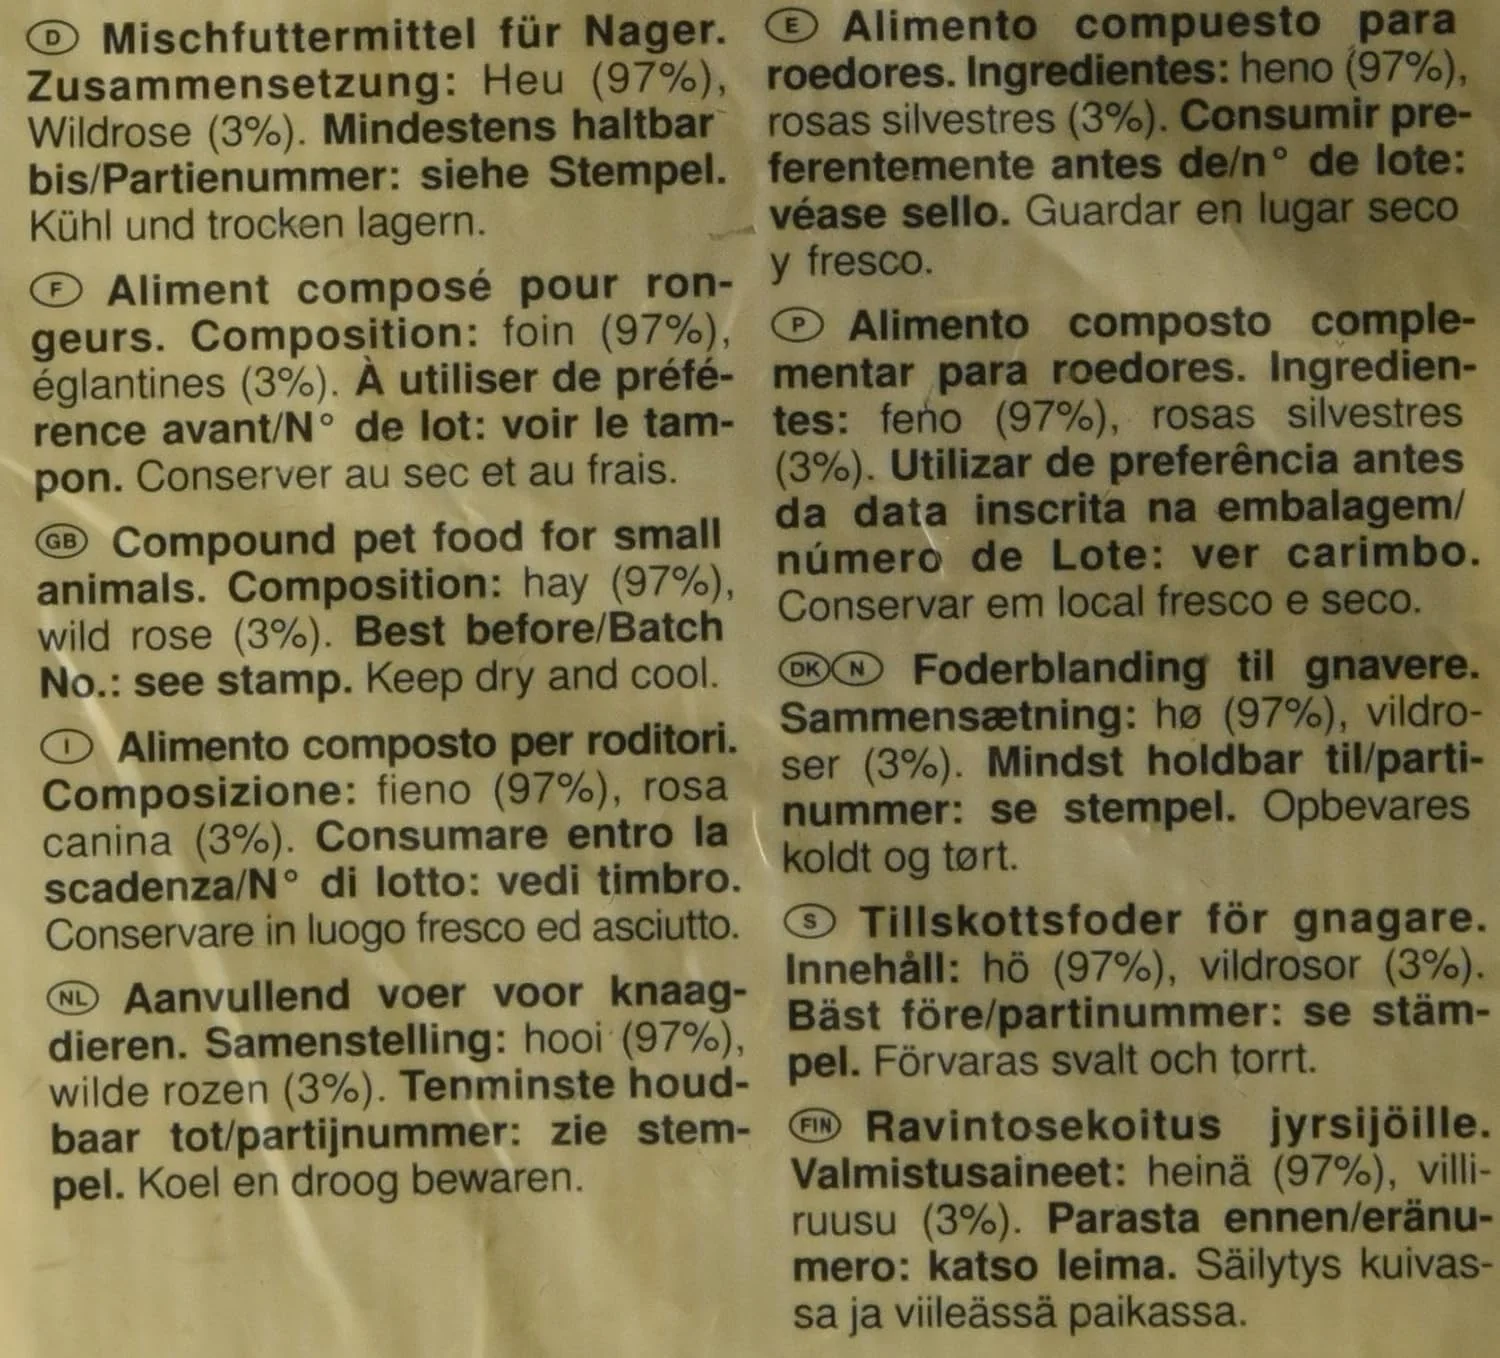 D Mischfuttermittel für Nager.
Zusammensetzung: Heu (97%),
Wildrose (3%). Mindestens haltbar
bis/Partienummer: siehe Stempel.
Kühl und trocken lagern.
F Aliment composé pour ron-
geurs. Composition: foin (97%),
églantines (3%). À utiliser de préfé-
rence avant/N° de lot: voir le tam-
pon. Conserver au sec et au frais.
GB Compound pet food for small
animals. Composition: hay (97%),
wild rose (3%). Best before/Batch
No.: see stamp. Keep dry and cool.
I Alimento composto per roditori.
Composizione: fieno (97%), rosa
canina (3%). Consumare entro la
scadenza/N° di lotto: vedi timbro.
Conservare in luogo fresco ed asciutto.
NL Aanvullend voer voor knaag-
dieren. Samenstelling: hooi (97%),
wilde rozen (3%). Tenminste houd-
baar tot/partijnummer: zie stem-
pel. Koel en droog bewaren.
E Alimento compuesto para
roedores. Ingredientes: heno (97%),
rosas silvestres (3%). Consumir pre-
ferentemente antes de/n° de lote:
véase sello. Guardar en lugar seco
y fresco.
P Alimento composto comple-
mentar para roedores. Ingredien-
tes: feno (97%), rosas silvestres
(3%). Utilizar de preferência antes
da data inscrita na embalagem/
número de Lote: ver carimbo.
Conservar em local fresco e seco.
DK N Foderblanding til gnavere.
Sammensætning: hø (97%), vildro-
ser (3%). Mindst holdbar til/parti-
nummer: se stempel. Opbevares
koldt og tørt.
S Tillskottsfoder för gnagare.
Innehåll: hö (97%), vildrosor (3%).
Bäst före/partinummer: se stäm-
pel. Förvaras svalt och torrt.
FIN Ravintosekoitus jyrsijöille.
Valmistusaineet: heinä (97%), villi-
ruusu (3%). Parasta ennen/eränu-
mero: katso leima. Säilytys kuivas-
sa ja viileässä paikassa.